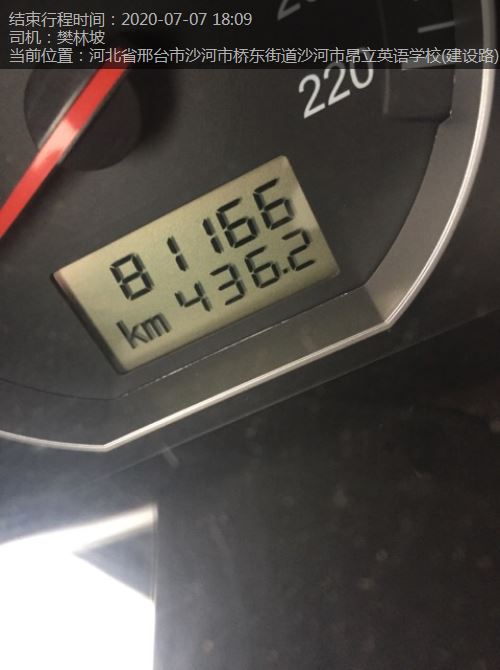 结束行程时间：2020-07-07 18:09
司机：樊林坡
当前位置：河北省邢台市沙河市桥东街道沙河市昂立英语学校(建设路)
220
81166
km 436.2